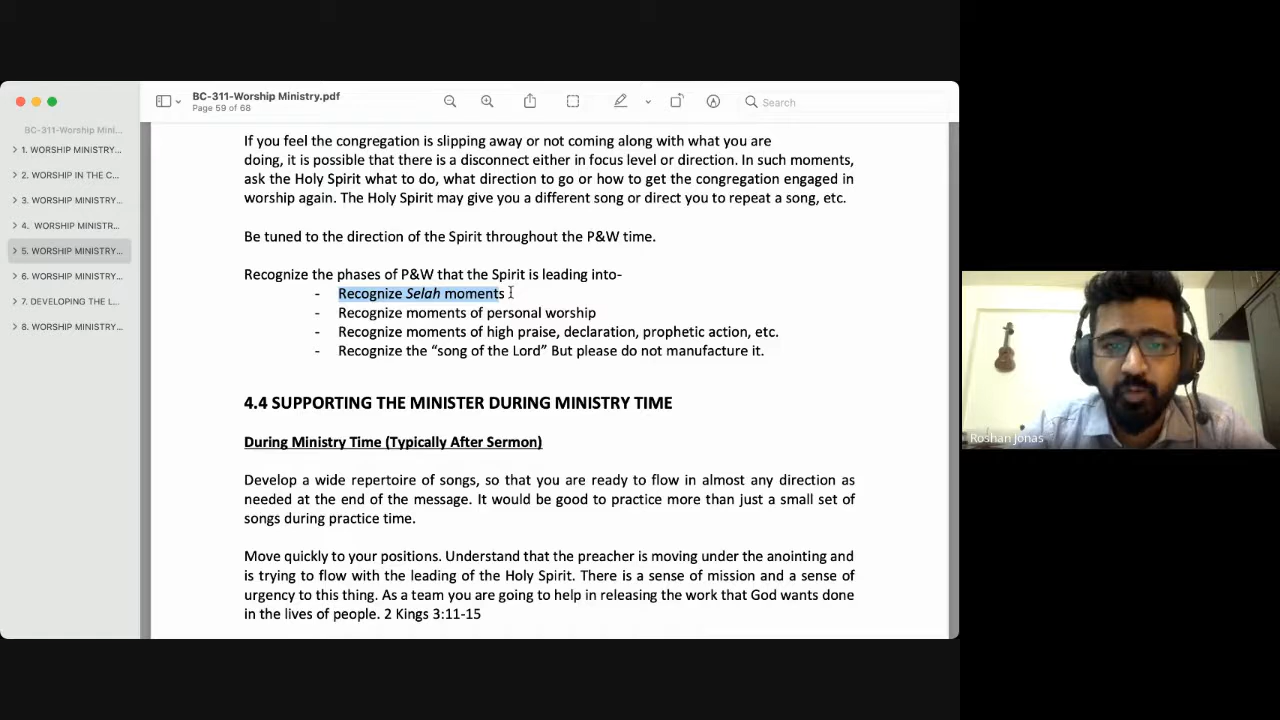 BC-311-Worship Ministry.pdf
Page 59 of 68
Search
BC-311-Worship Mini...
1. WORSHIP MINISTRY...
2. WORSHIP IN THE C...
3. WORSHIP MINISTRY...
4. WORSHIP MINISTR...
5. WORSHIP MINISTRY...
6. WORSHIP MINISTRY...
7. DEVELOPING THE L...
8. WORSHIP MINISTRY...
If you feel the congregation is slipping away or not coming along with what you are
doing, it is possible that there is a disconnect either in focus level or direction. In such moments,
ask the Holy Spirit what to do, what direction to go or how to get the congregation engaged in
worship again. The Holy Spirit may give you a different song or direct you to repeat a song, etc.
Be tuned to the direction of the Spirit throughout the P&W time.
Recognize the phases of P&W that the Spirit is leading into-
- Recognize Selah moments
- Recognize moments of personal worship
- Recognize moments of high praise, declaration, prophetic action, etc.
- Recognize the “song of the Lord” But please do not manufacture it.
4.4 SUPPORTING THE MINISTER DURING MINISTRY TIME
During Ministry Time (Typically After Sermon)
Develop a wide repertoire of songs, so that you are ready to flow in almost any direction as
needed at the end of the message. It would be good to practice more than just a small set of
songs during practice time.
Move quickly to your positions. Understand that the preacher is moving under the anointing and
is trying to flow with the leading of the Holy Spirit. There is a sense of mission and a sense of
urgency to this thing. As a team you are going to help in releasing the work that God wants done
in the lives of people. 2 Kings 3:11-15
Roshan Jonas